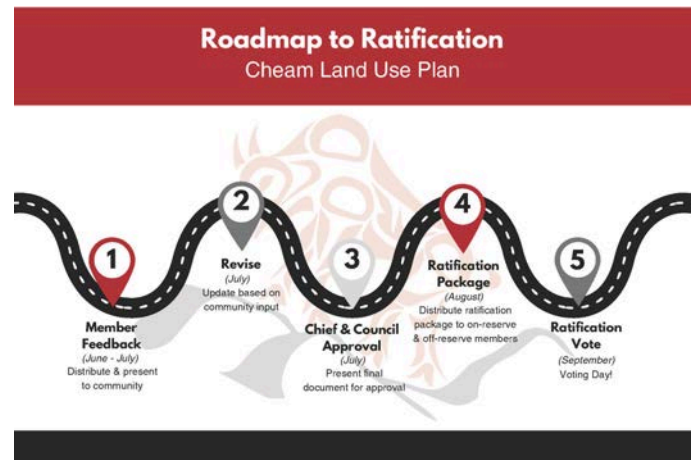 Roadmap to Ratification
Cheam Land Use Plan
1
Member
Feedback
(June - July)
Distribute & present
to community
2
Revise
(July)
Update based on
community input
3
Chief & Council
Approval
(July)
Present final
document for approval
4
Ratification
Package
(August)
Distribute ratification
package to on-reserve
& off-reserve members
5
Ratification
Vote
(September)
Voting Day!